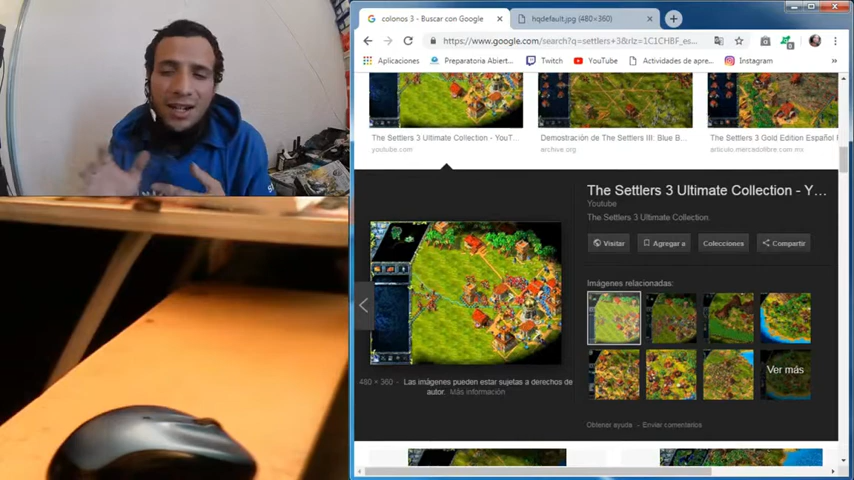 colonos 3 - Buscar con Google
hqdefault.jpg (480×360)
https://www.google.com/search?q=settlers+3&rlz=1C1CHBF_es...
Aplicaciones
Preparatoria Abiert...
Twitch
YouTube
Actividades de apre...
Instagram
The Settlers 3 Ultimate Collection - YouT...
Demostración de The Settlers III: Blue B...
The Settlers 3 Gold Edition Español
youtube.com
archive.org
articulo.mercadolibre.com.mx
The Settlers 3 Ultimate Collection - Y...
Youtube
The Settlers 3 Ultimate Collection.
Visitar
Agregar a
Colecciones
Compartir
Imágenes relacionadas:
Ver más
480 × 360 - Las imágenes pueden estar sujetas a derechos de
autor. Más información
Obtener ayuda - Enviar comentarios